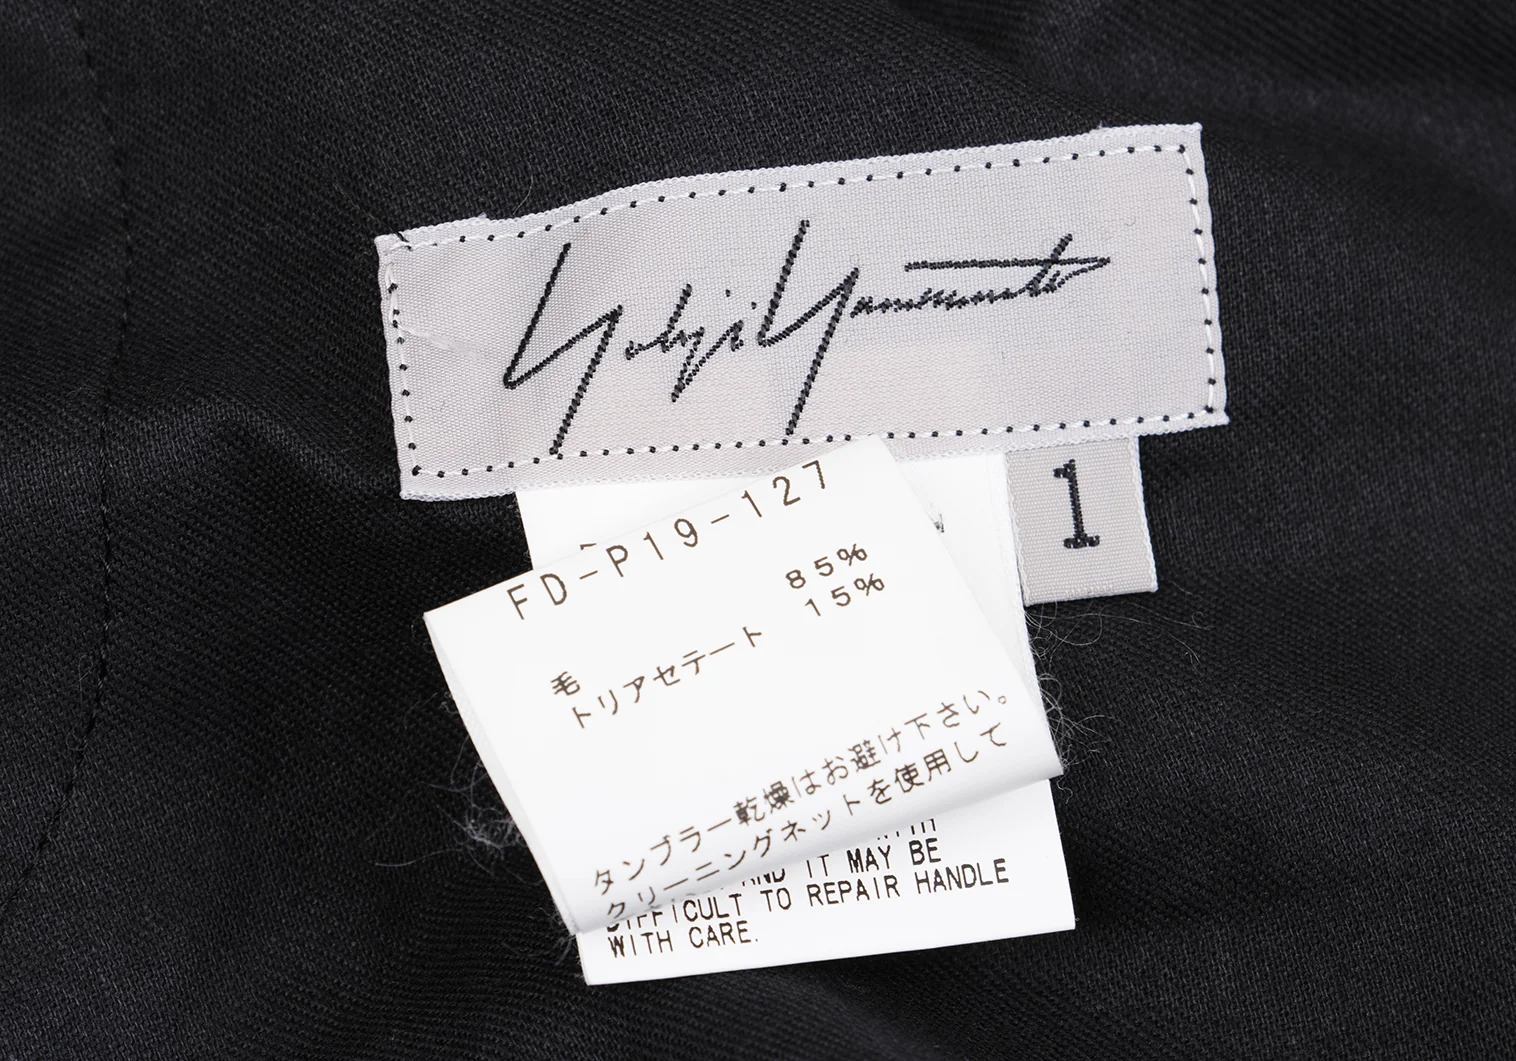 Yohji Yamamoto
1
FD-P19-127
毛 85%
トリアセテート 15%
タンブラー乾燥はお避け下さい。
クリーニングネットを使用して
AND IT MAY BE
DIFFICULT TO REPAIR HANDLE
WITH CARE.